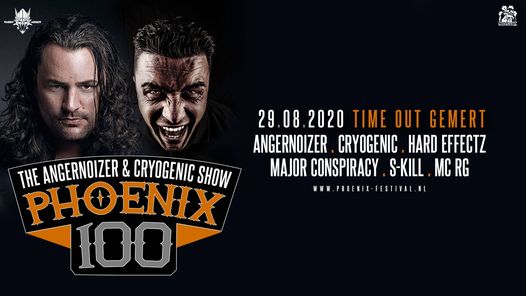 THE ANGERNOIZER & CRYOGENIC SHOW
PHOENIX
100
29.08.2020 TIME OUT GEMERT
ANGERNOIZER . CRYOGENIC . HARD EFFECTZ
MAJOR CONSPIRACY . S-KILL . MC RG
WWW.PHOENIX-FESTIVAL.NL